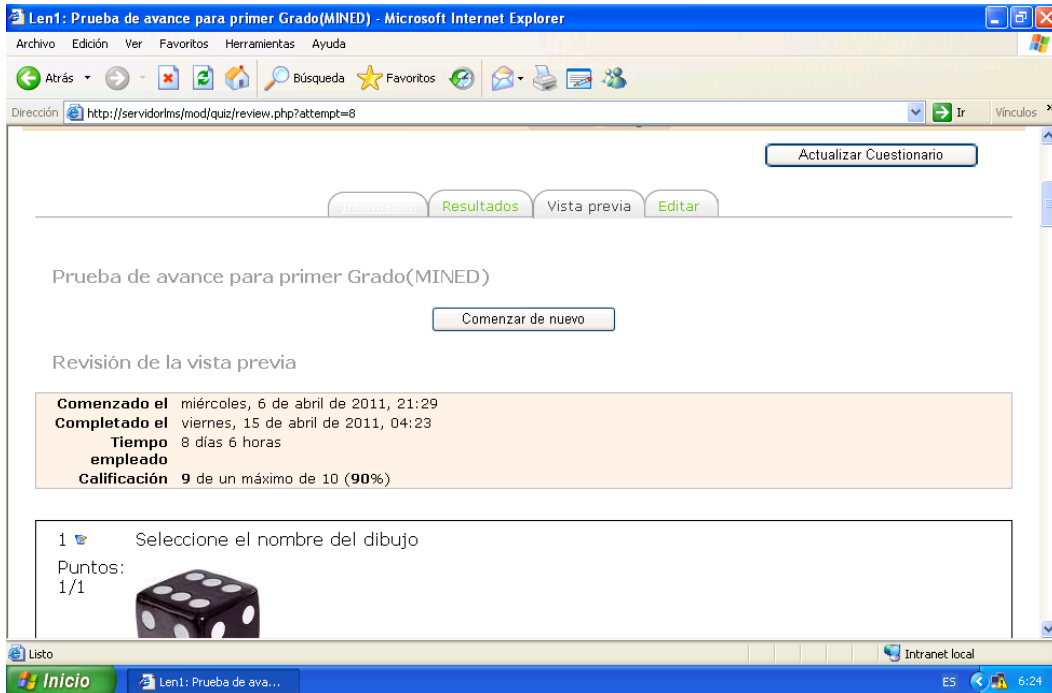 Len1: Prueba de avance para primer Grado(MINED) - Microsoft Internet Explorer
Archivo Edición Ver Favoritos Herramientas Ayuda
Atrás Búsqueda Favoritos
Dirección http://servidorlms/mod/quiz/review.php?attempt=8 Ir Vínculos »
Actualizar Cuestionario
Resultados Vista previa Editar
Prueba de avance para primer Grado(MINED)
Comenzar de nuevo
Revisión de la vista previa
Comenzado el miércoles, 6 de abril de 2011, 21:29
Completado el viernes, 15 de abril de 2011, 04:23
Tiempo 8 días 6 horas
empleado
Calificación 9 de un máximo de 10 (90%)
1 Seleccione el nombre del dibujo
Puntos:
1/1
Listo Intranet local
Inicio Len1: Prueba de ava... ES 6:24